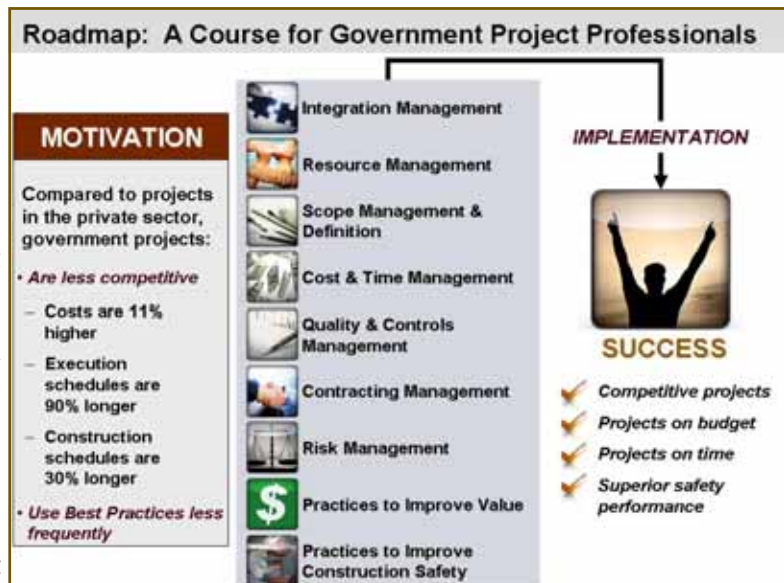 Roadmap: A Course for Government Project Professionals
MOTIVATION
Compared to projects
in the private sector,
government projects:
• Are less competitive
– Costs are 11%
higher
– Execution
schedules are
90% longer
– Construction
schedules are
30% longer
• Use Best Practices less
frequently
Integration Management
Resource Management
Scope Management &
Definition
Cost & Time Management
Quality & Controls
Management
Contracting Management
Risk Management
$
Practices to Improve Value
Practices to Improve
Construction Safety
IMPLEMENTATION
SUCCESS
Competitive projects
Projects on budget
Projects on time
Superior safety
performance